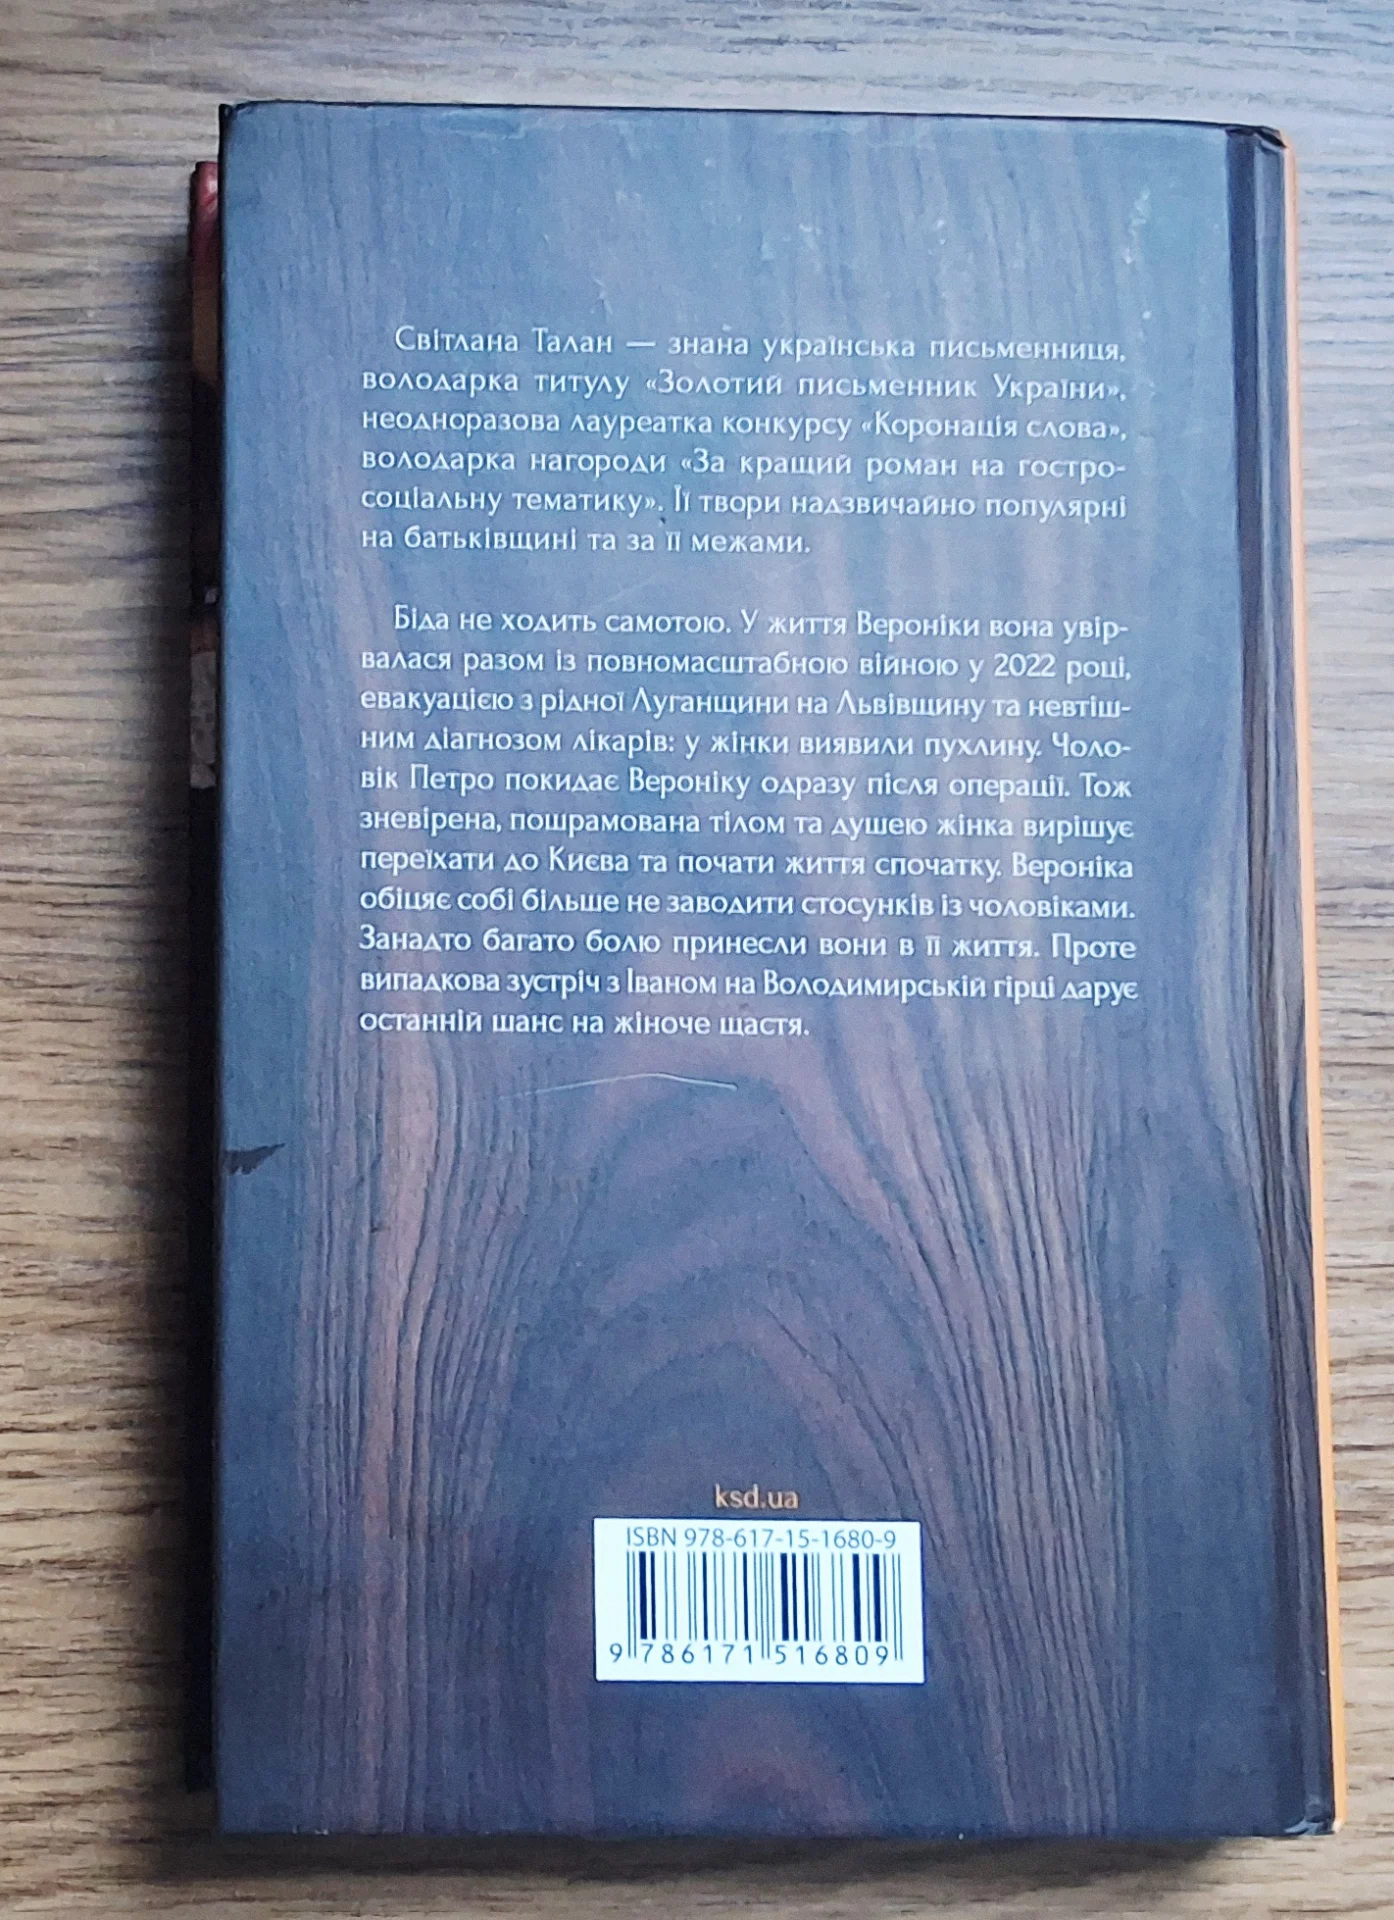 Світлана Талан — знана українська письменниця,
володарка титулу «Золотий письменник України»,
неодноразова лауреатка конкурсу «Коронація слова»,
володарка нагороди «За кращий роман на гостро-
соціальну тематику». Її твори надзвичайно популярні
на батьківщині та за її межами.
Біда не ходить самотою. У життя Вероніки вона увір-
валася разом із повномасштабною війною у 2022 році,
евакуацією з рідної Луганщини на Львівщину та невтіш-
ним діагнозом лікарів: у жінки виявили пухлину. Чоло-
вік Петро покидає Вероніку одразу після операції. Тож
зневірена, пошрамована тілом та душею жінка вирішує
переїхати до Києва та почати життя спочатку. Вероніка
обіцяє собі більше не заводити стосунків із чоловіками.
Занадто багато болю принесли вони в її життя. Проте
випадкова зустріч з Іваном на Володимирській гірці дарує
останній шанс на жіноче щастя.
ksd.ua
ISBN 978-617-15-1680-9
9 786171 516809